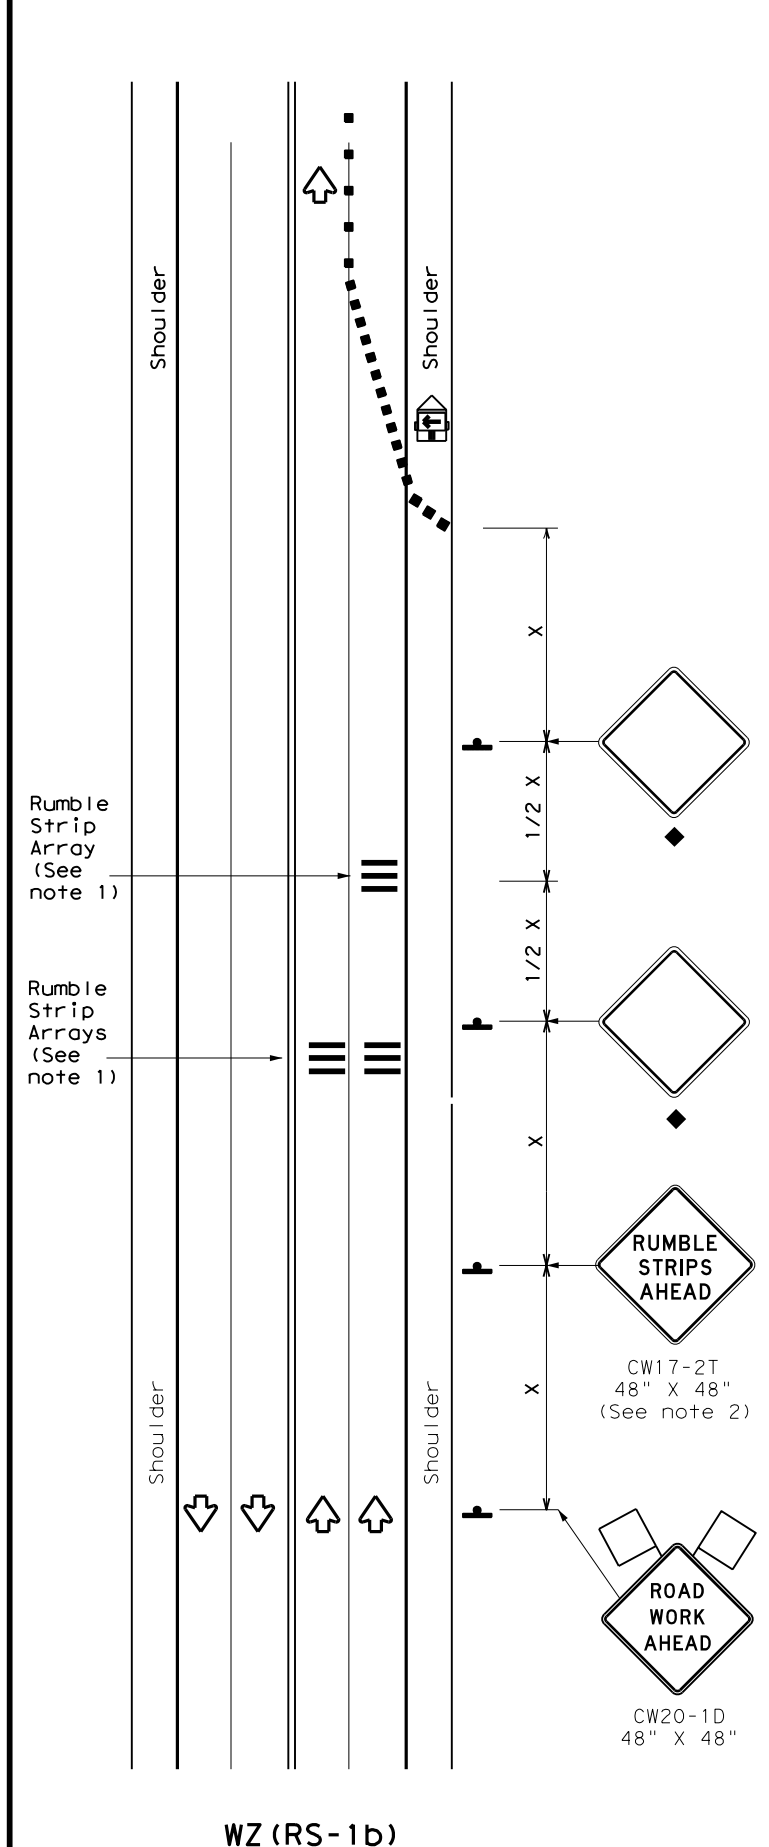 Shoulder
Shoulder
X
1/2 X
Rumble
Strip
Array
(See
note 1)
1/2 X
Rumble
Strip
Arrays
(See
note 1)
X
RUMBLE
STRIPS
AHEAD
CW17-2T
48" X 48"
(See note 2)
X
Shoulder
Shoulder
ROAD
WORK
AHEAD
CW20-1D
48" X 48"
WZ(RS-1b)